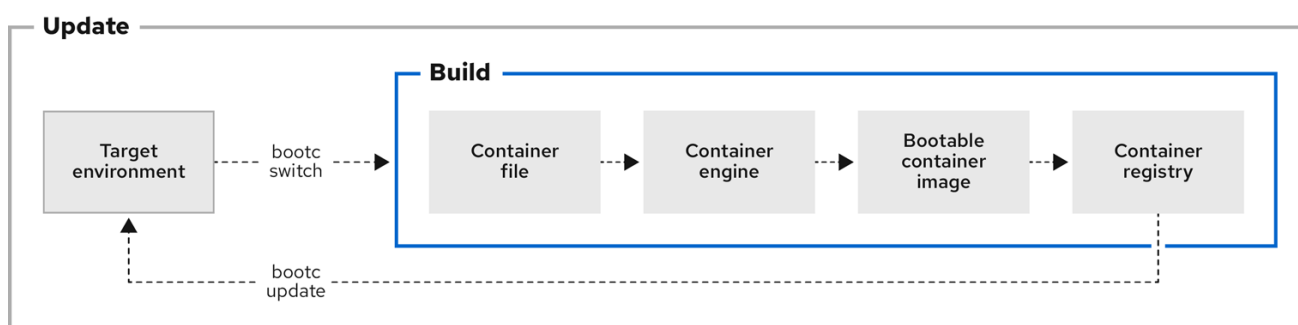 Update
Build
Target
environment
bootc
switch
Container
file
Container
engine
Bootable
container
image
Container
registry
bootc
update